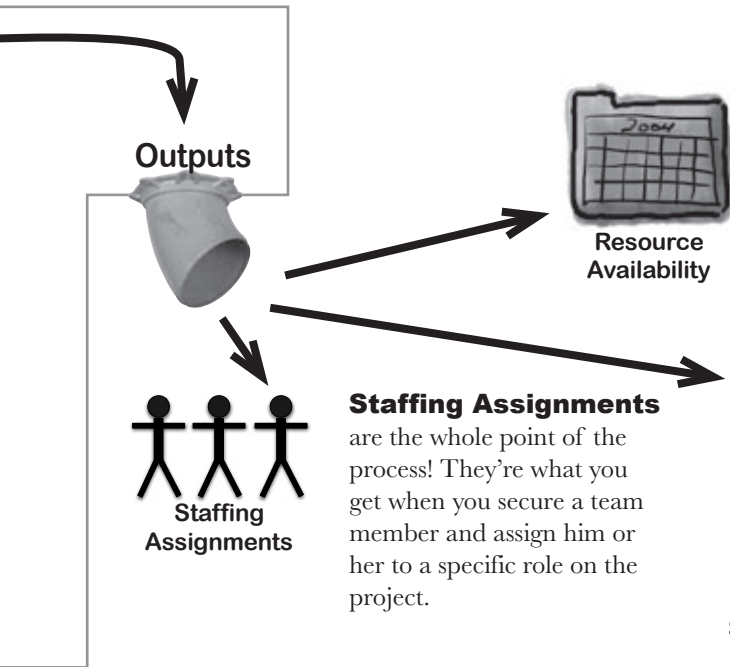 Outputs
2004
Resource
Availability
Staffing
Assignments
Staffing Assignments
are the whole point of the
process! They’re what you
get when you secure a team
member and assign him or
her to a specific role on the
project.